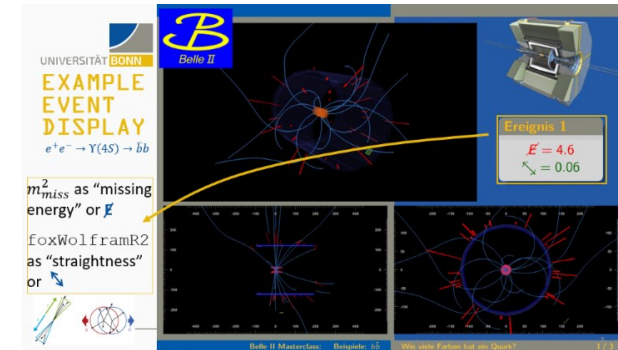 UNIVERSITÄT BONN
EXAMPLE
EVENT
DISPLAY
e⁺e⁻ → Υ(4S) → b̄b
m²miss as “missing
energy” or E̸
foxWolframR2
as “straightness”
or ⤡
B
Belle II
Ereignis 1
E̸ = 4.6
⤡ = 0.06
Belle II Masterclass: Beispiele: bb̄
Wie viele Farben hat ein Quark?
1 / 3